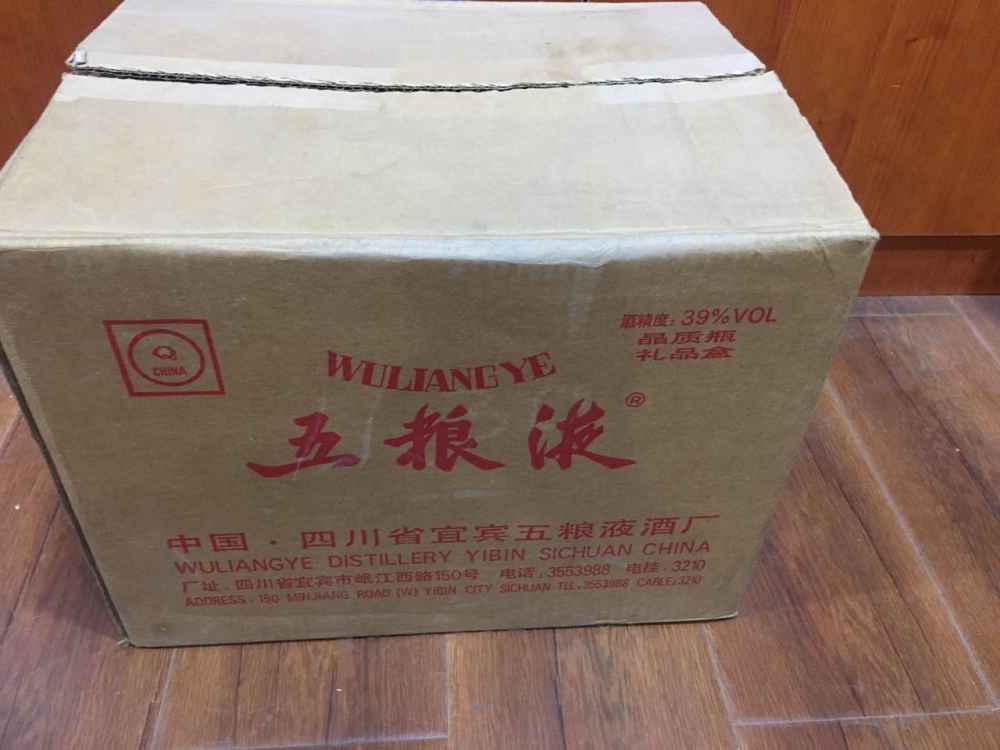 酒精度：39%VOL
晶质瓶
礼品盒
Q
CHINA
WULIANGYE
五粮液®
中国·四川省宜宾五粮液酒厂
WULIANGYE DISTILLERY YIBIN SICHUAN CHINA
厂址：四川省宜宾市岷江西路150号 电话：3553988 电挂：3210
ADDRESS：150 MINJIANG ROAD (W) YIBIN CITY SICHUAN TEL：3553988 CABLE：3210